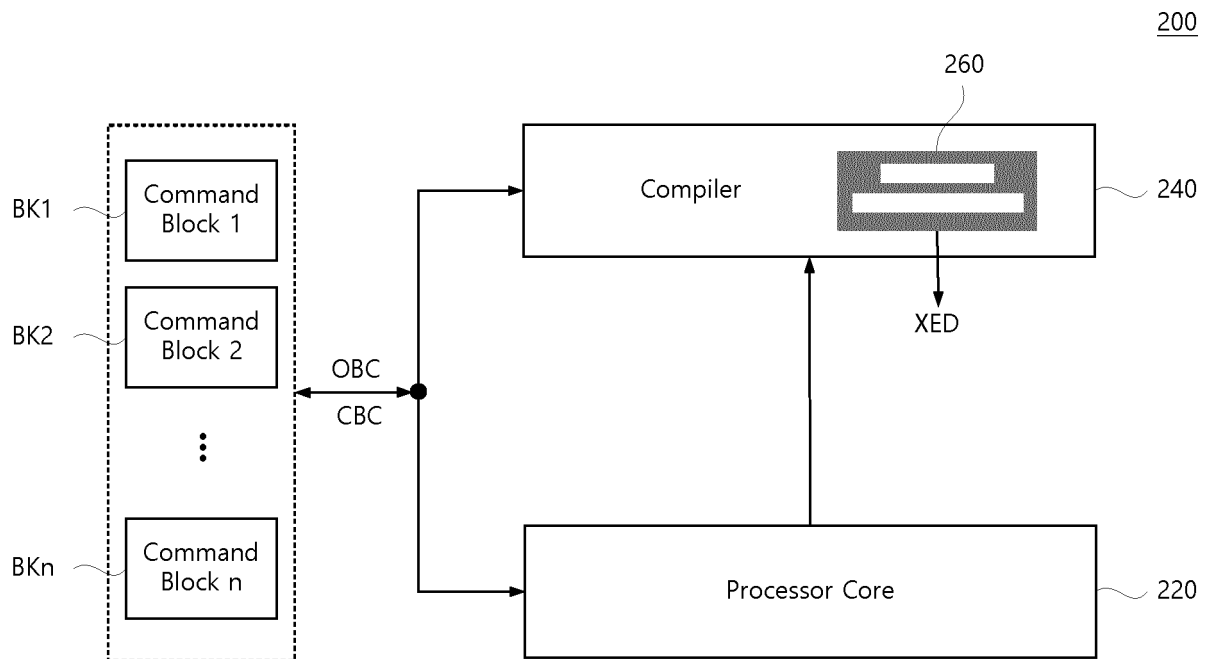 200
260
BK1
Command
Block 1
Compiler
240
BK2
Command
Block 2
XED
OBC
CBC
BKn
Command
Block n
Processor Core
220